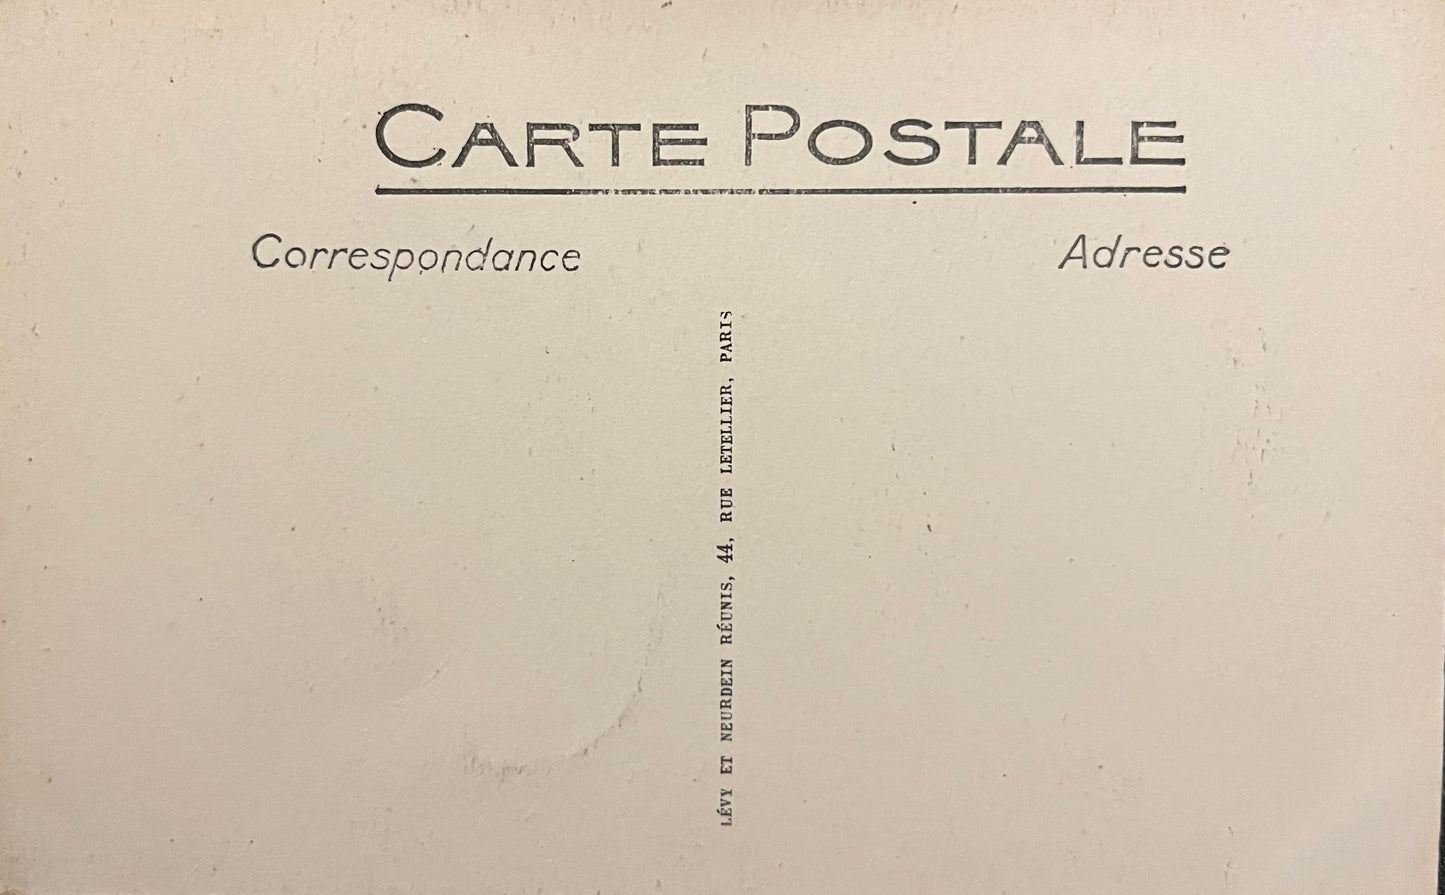 CARTE POSTALE
Correspondance
Adresse
LÉVY ET NEURDEIN RÉUNIS, 44, RUE LETELLIER, PARIS